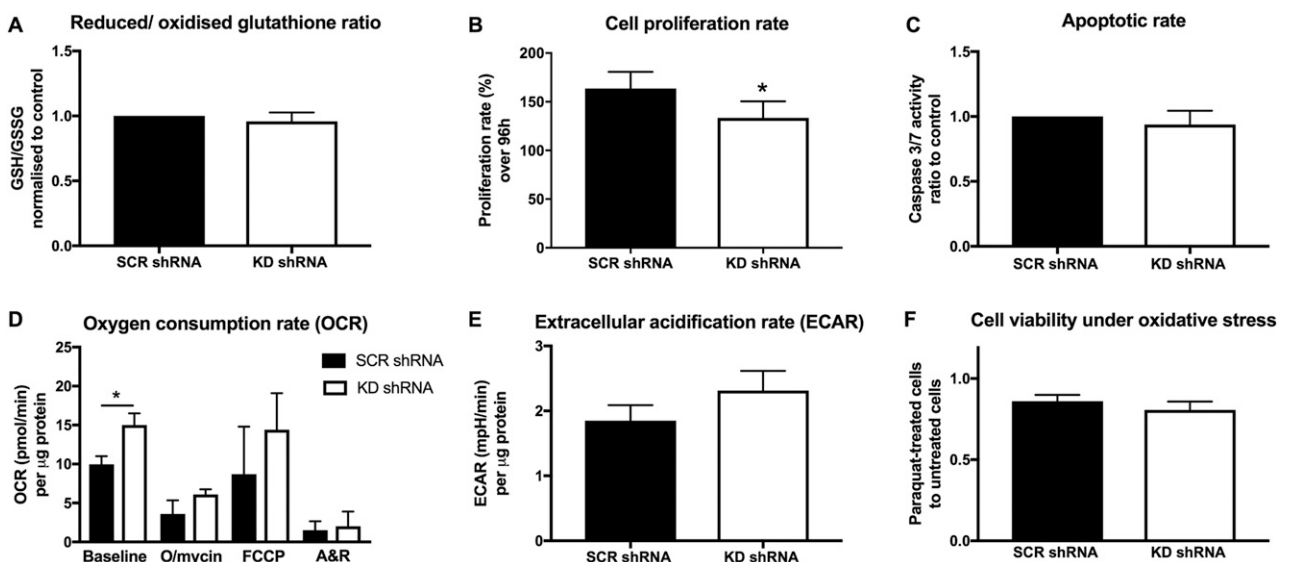 A
Reduced/ oxidised glutathione ratio
GSH/GSSG
normalised to control
1.5
1.0
0.5
0.0
SCR shRNA
KD shRNA
B
Cell proliferation rate
Proliferation rate (%)
over 96h
200
150
100
50
0
*
SCR shRNA
KD shRNA
C
Apoptotic rate
Caspase 3/7 activity
ratio to control
1.5
1.0
0.5
0.0
SCR shRNA
KD shRNA
D
Oxygen consumption rate (OCR)
OCR (pmol/min)
per µg protein
25
20
15
10
5
0
*
SCR shRNA
KD shRNA
Baseline
O/mycin
FCCP
A&R
E
Extracellular acidification rate (ECAR)
ECAR (mpH/min)
per µg protein
3
2
1
0
SCR shRNA
KD shRNA
F
Cell viability under oxidative stress
Paraquat-treated cells
to untreated cells
1.0
0.5
0.0
SCR shRNA
KD shRNA